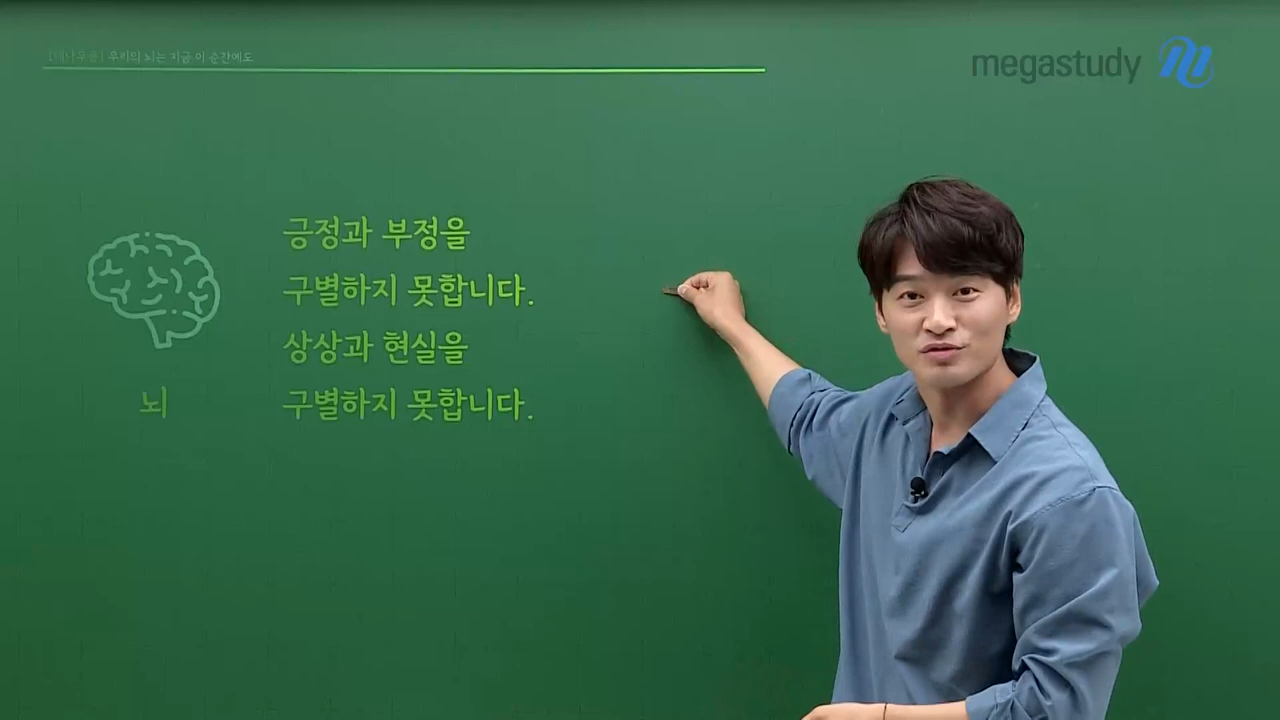 우리의 뇌는 지금 이 순간에도
megastudy
긍정과 부정을
구별하지 못합니다.
상상과 현실을
구별하지 못합니다.
뇌